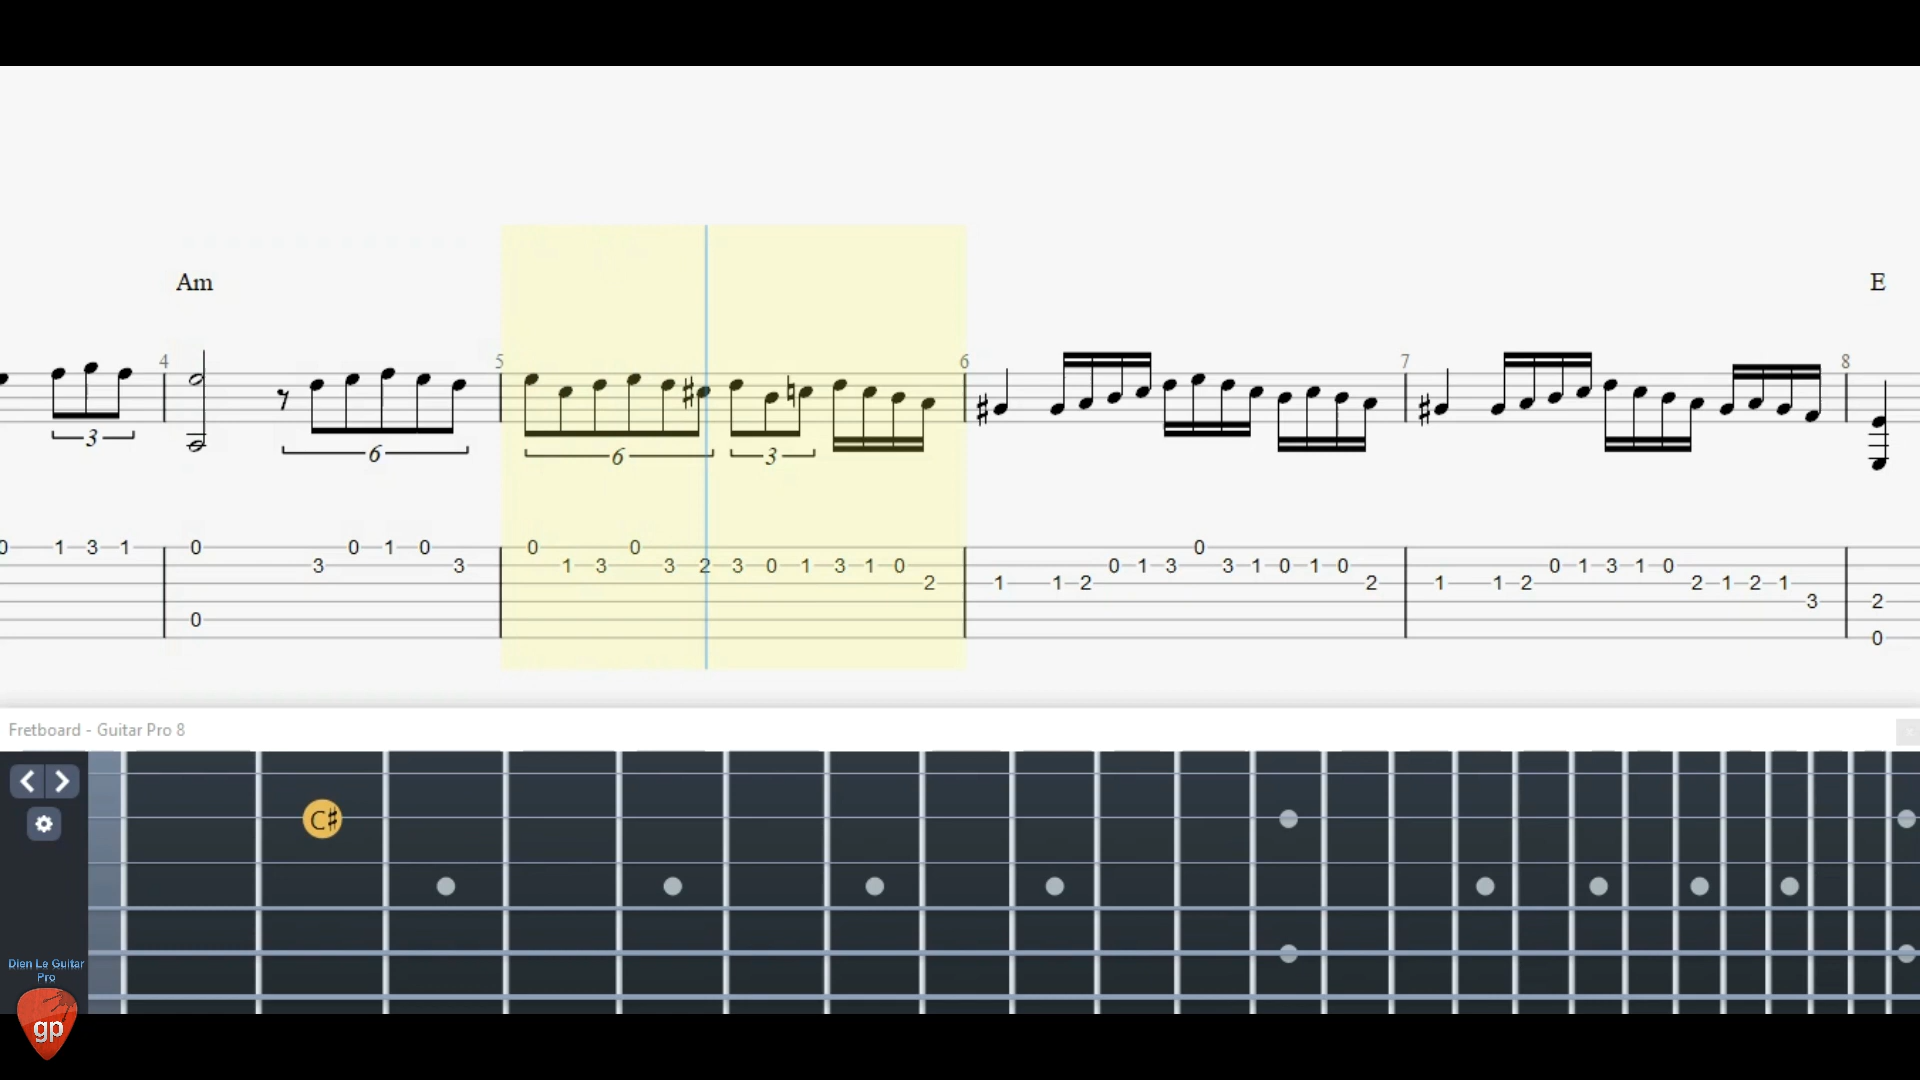 Am E
4 5 6 7 8
3 6 6 3
0 1 3 1 0 0 1 0 0 0 0
3 3 1 3 3 2 3 0 1 3 1 0 0 1 3 3 1 0 1 0 0 1 3 1 0
2 1 1 2 2 1 1 2 2 1 2 1
3 2
0
0
Fretboard - Guitar Pro 8
C♯
Dien Le Guitar
Pro
gp